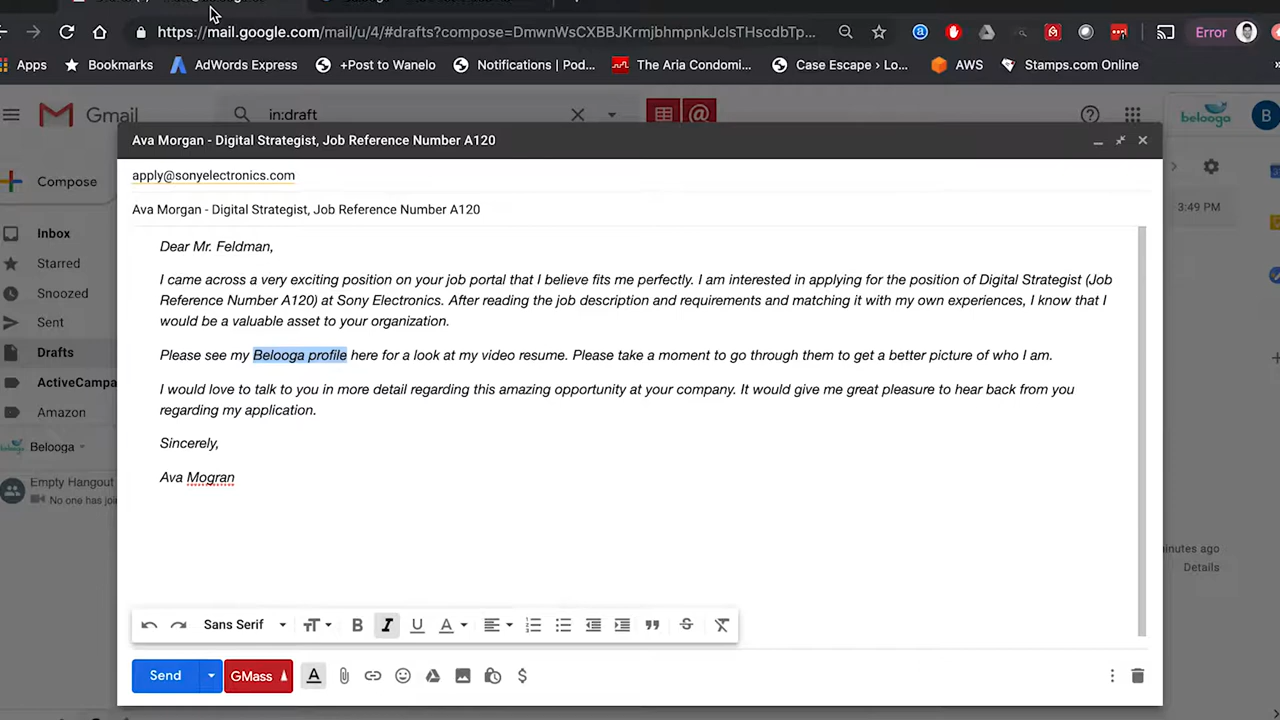 https://mail.google.com/mail/u/4/#drafts?compose=DmwnWsCXBBJKrmjbhmpnkJclsTHscdbTp...
Error
Apps
Bookmarks
AdWords Express
+Post to Wanelo
Notifications | Pod...
The Aria Condomi...
Case Escape › Lo...
AWS
Stamps.com Online
»
Gmail
in:draft
belooga
B
Ava Morgan - Digital Strategist, Job Reference Number A120
Compose
apply@sonyelectronics.com
Ava Morgan - Digital Strategist, Job Reference Number A120
3:49 PM
Inbox
Starred
Snoozed
Sent
Drafts
ActiveCampa
Amazon
Belooga
Empty Hangout
No one has join
Dear Mr. Feldman,
I came across a very exciting position on your job portal that I believe fits me perfectly. I am interested in applying for the position of Digital Strategist (Job
Reference Number A120) at Sony Electronics. After reading the job description and requirements and matching it with my own experiences, I know that I
would be a valuable asset to your organization.
Please see my Belooga profile here for a look at my video resume. Please take a moment to go through them to get a better picture of who I am.
I would love to talk to you in more detail regarding this amazing opportunity at your company. It would give me great pleasure to hear back from you
regarding my application.
Sincerely,
Ava Mogran
inutes ago
Details
Sans Serif
Send
GMass